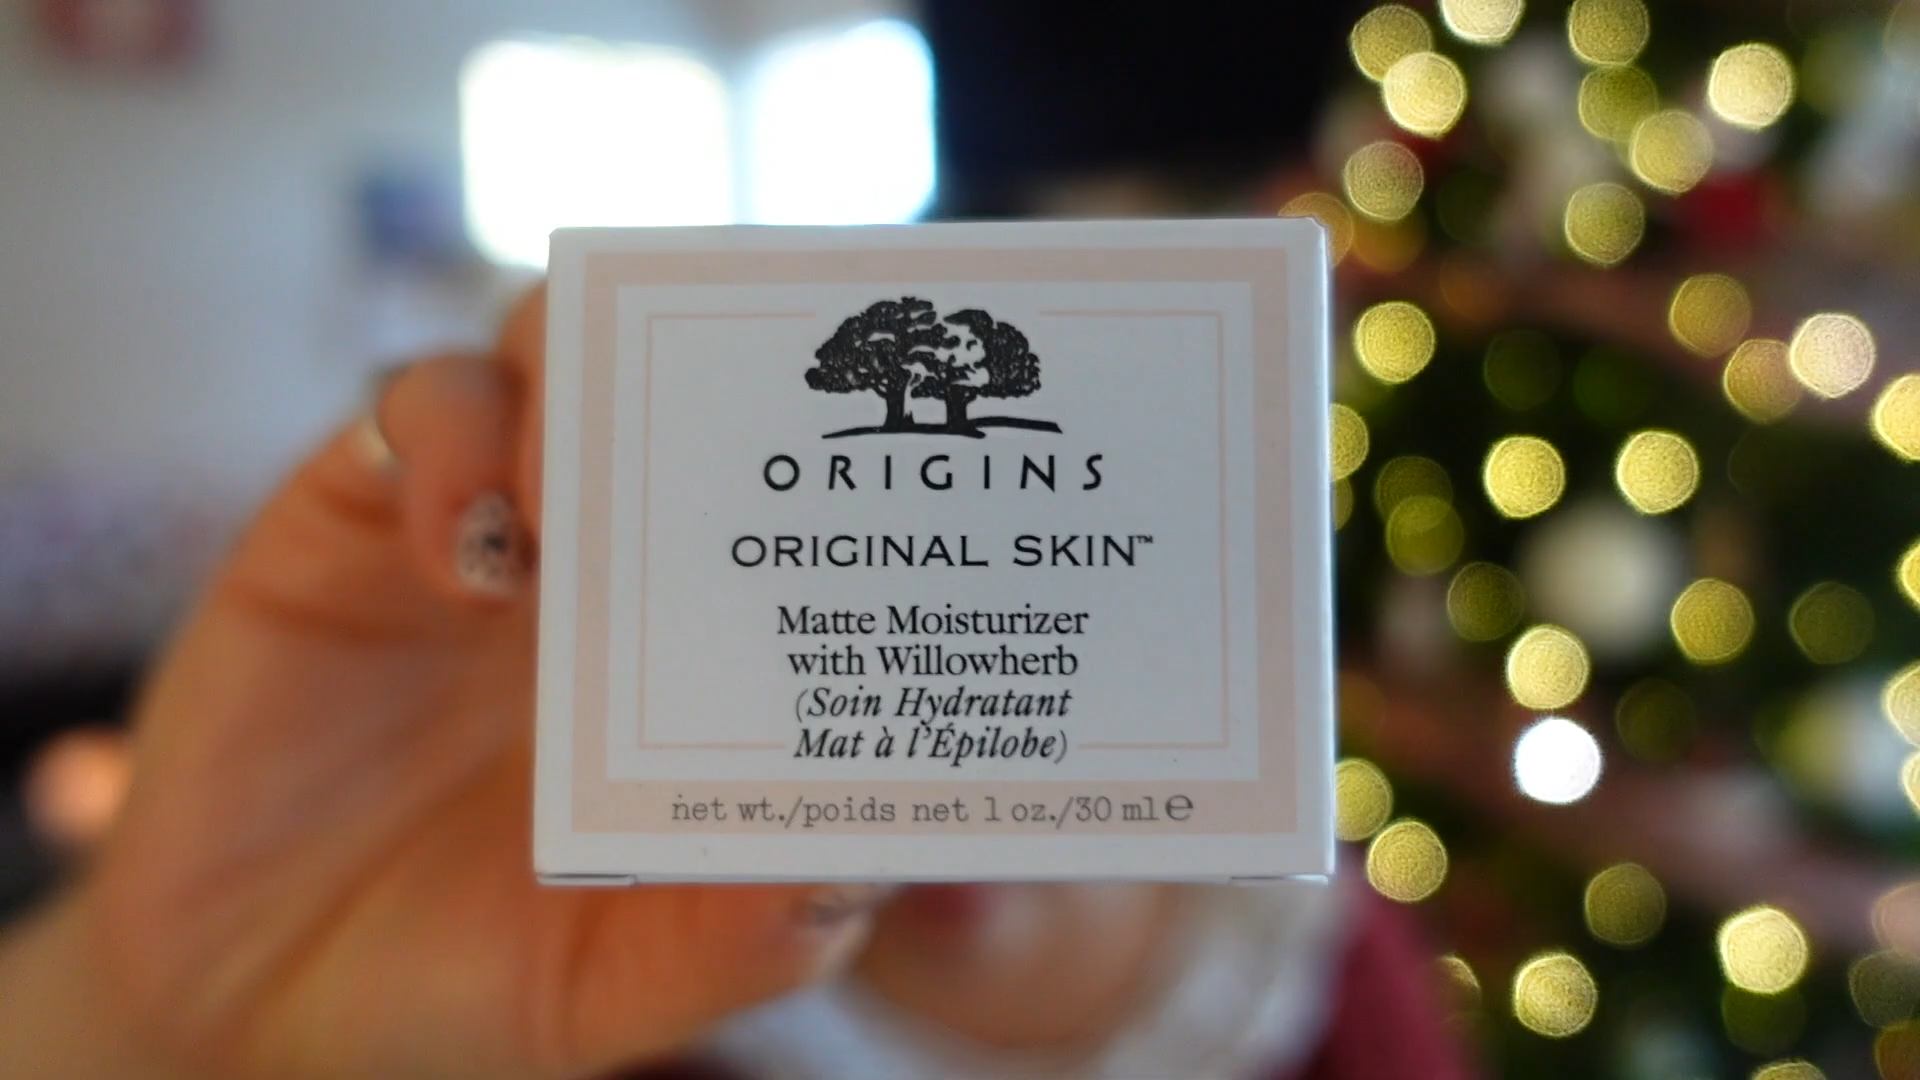 ORIGINS
ORIGINAL SKIN™
Matte Moisturizer
with Willowherb
(Soin Hydratant
Mat à l'Épilobe)
net wt./poids net 1 oz./30 ml ℮